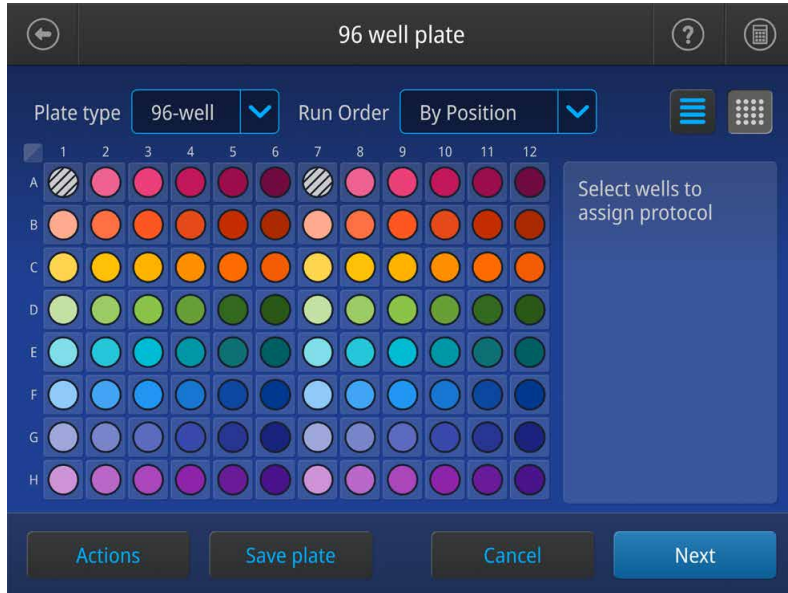 96 well plate
?
Plate type 96-well Run Order By Position
1 2 3 4 5 6 7 8 9 10 11 12
A
B
C
D
E
F
G
H
Select wells to
assign protocol
Actions Save plate Cancel Next